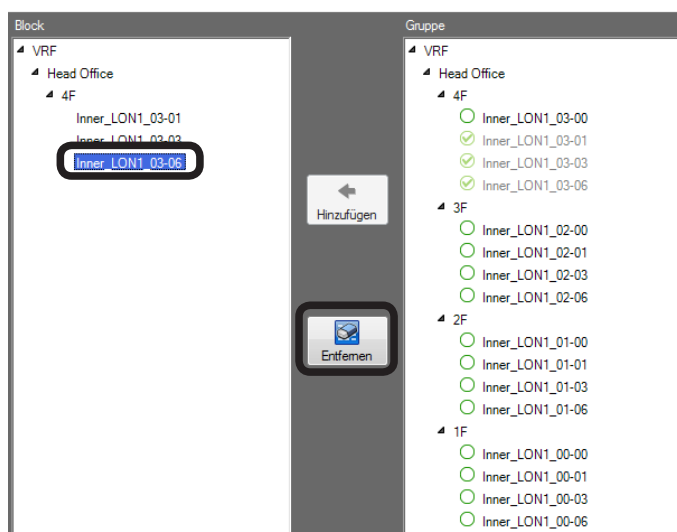 Block
VRF
Head Office
4F
Inner_LON1_03-01
Inner_LON1_03-03
Inner_LON1_03-06
Hinzufügen
Entfernen
Gruppe
VRF
Head Office
4F
Inner_LON1_03-00
Inner_LON1_03-01
Inner_LON1_03-03
Inner_LON1_03-06
3F
Inner_LON1_02-00
Inner_LON1_02-01
Inner_LON1_02-03
Inner_LON1_02-06
2F
Inner_LON1_01-00
Inner_LON1_01-01
Inner_LON1_01-03
Inner_LON1_01-06
1F
Inner_LON1_00-00
Inner_LON1_00-01
Inner_LON1_00-03
Inner_LON1_00-06